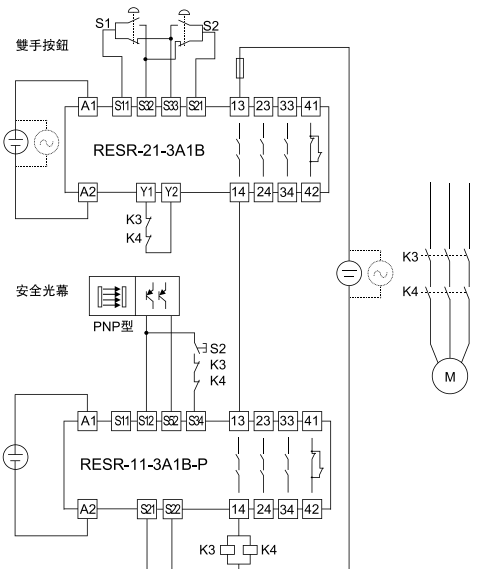 S1 S2
雙手按鈕
A1 S11 S32 S33 S21 13 23 33 41
RESR-21-3A1B
A2 Y1 Y2 14 24 34 42
K3
K4
K3
K4
M
安全光幕
PNP型
S2
K3
K4
A1 S11 S12 S52 S34 13 23 33 41
RESR-11-3A1B-P
A2 S21 S22 14 24 34 42
K3 K4